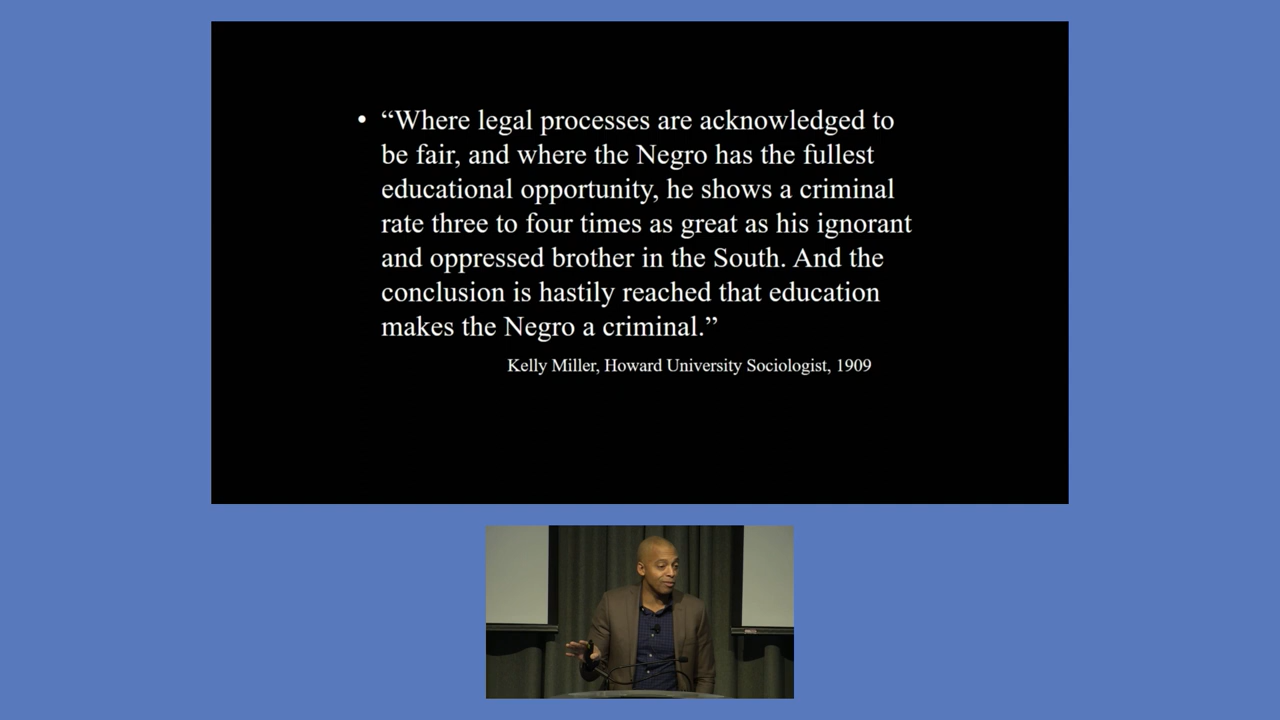 • “Where legal processes are acknowledged to
be fair, and where the Negro has the fullest
educational opportunity, he shows a criminal
rate three to four times as great as his ignorant
and oppressed brother in the South. And the
conclusion is hastily reached that education
makes the Negro a criminal.”
Kelly Miller, Howard University Sociologist, 1909